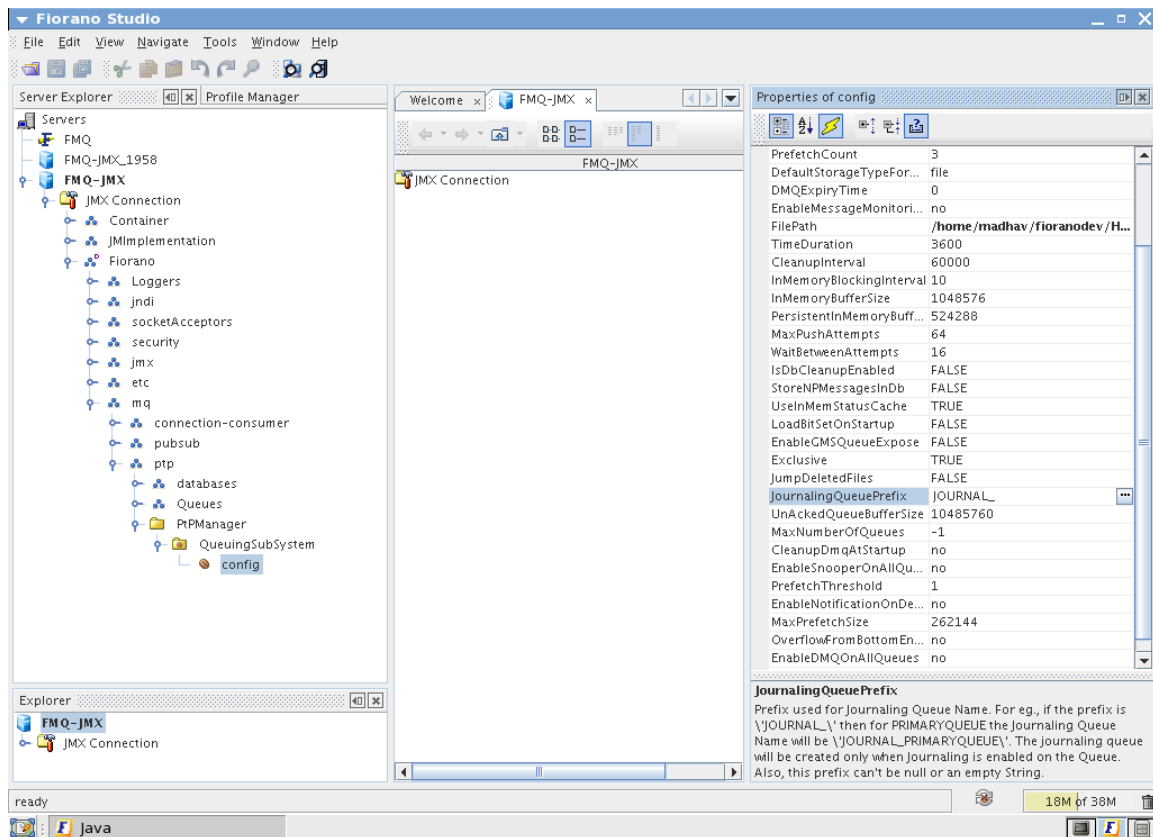 Fiorano Studio
File Edit View Navigate Tools Window Help
Server Explorer Profile Manager
Servers
FMQ
FMQ-JMX_1958
FMQ-JMX
JMX Connection
Container
JMImplementation
Fiorano
Loggers
jndi
socketAcceptors
security
jmx
etc
mq
connection-consumer
pubsub
ptp
databases
Queues
PtPManager
QueuingSubSystem
config
Explorer
FMQ-JMX
JMX Connection
Welcome FMQ-JMX
FMQ-JMX
JMX Connection
Properties of config
PrefetchCount 3
DefaultStorageTypeFor... file
DMQExpiryTime 0
EnableMessageMonitori... no
FilePath /home/madhav/fioranodev/H...
TimeDuration 3600
CleanupInterval 60000
InMemoryBlockingInterval 10
InMemoryBufferSize 1048576
PersistentInMemoryBuff... 524288
MaxPushAttempts 64
WaitBetweenAttempts 16
IsDbCleanupEnabled FALSE
StoreNPMessagesInDb FALSE
UseInMemStatusCache TRUE
LoadBitSetOnStartup FALSE
EnableGMSQueueExpose FALSE
Exclusive TRUE
JumpDeletedFiles FALSE
JournalingQueuePrefix JOURNAL_ ...
UnAckedQueueBufferSize 10485760
MaxNumberOfQueues -1
CleanupDmqAtStartup no
EnableSnooperOnAllQu... no
PrefetchThreshold 1
EnableNotificationOnDe... no
MaxPrefetchSize 262144
OverflowFromBottomEn... no
EnableDMQOnAllQueues no
JournalingQueuePrefix
Prefix used for Journaling Queue Name. For eg., if the prefix is
\'JOURNAL_\' then for PRIMARYQUEUE the Journaling Queue
Name will be \'JOURNAL_PRIMARYQUEUE\'. The journaling queue
will be created only when Journaling is enabled on the Queue.
Also, this prefix can't be null or an empty String.
ready
18M of 38M
Java